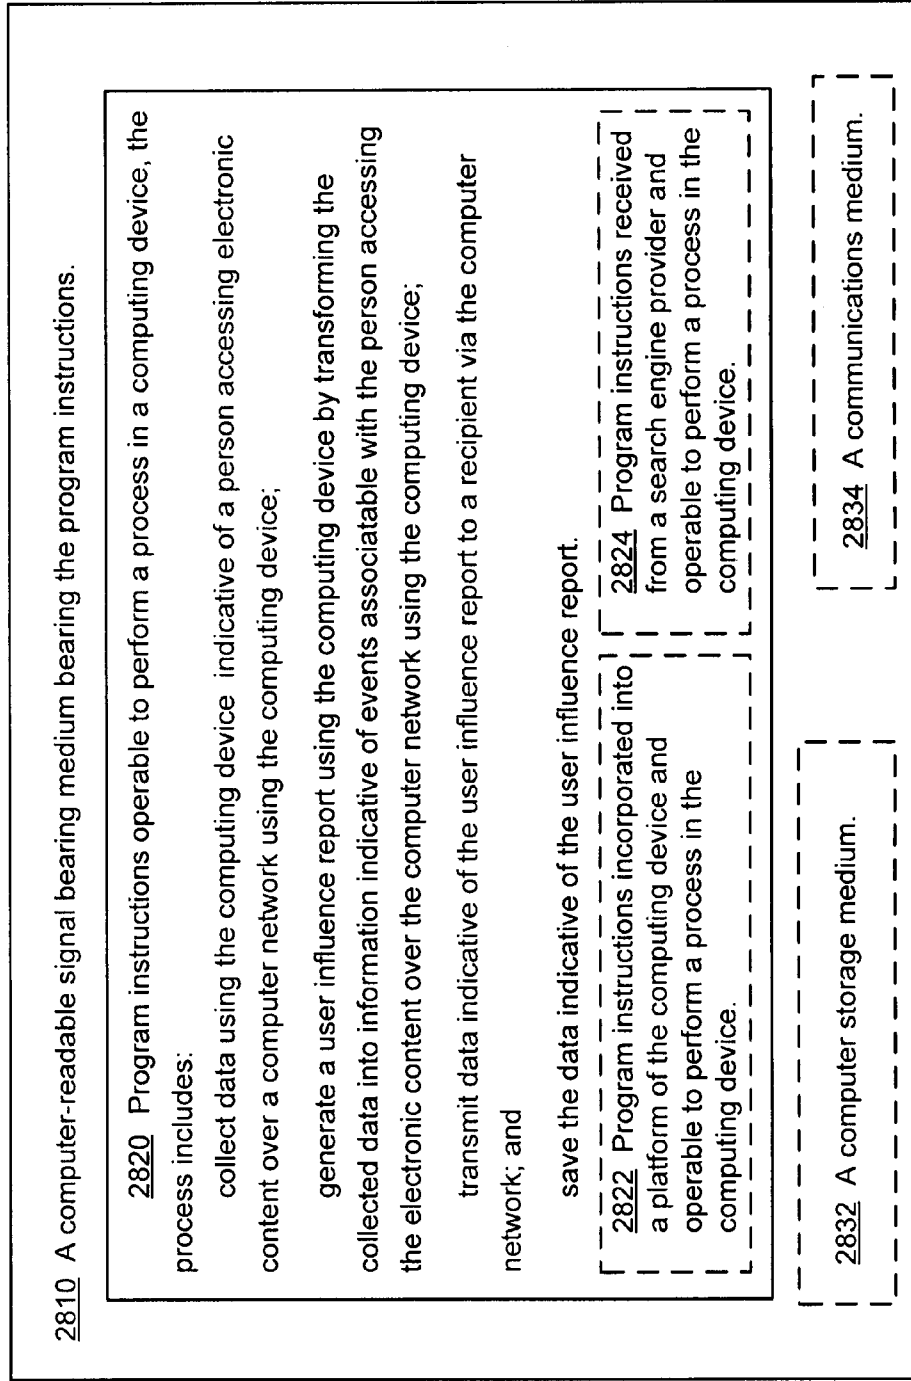 2810 A computer-readable signal bearing medium bearing the program instructions.
2820 Program instructions operable to perform a process in a computing device, the
process includes:
collect data using the computing device indicative of a person accessing electronic
content over a computer network using the computing device;
generate a user influence report using the computing device by transforming the
collected data into information indicative of events associatable with the person accessing
the electronic content over the computer network using the computing device;
transmit data indicative of the user influence report to a recipient via the computer
network; and
save the data indicative of the user influence report.
2822 Program instructions incorporated into
a platform of the computing device and
operable to perform a process in the
computing device.
2824 Program instructions received
from a search engine provider and
operable to perform a process in the
computing device.
2832 A computer storage medium.
2834 A communications medium.